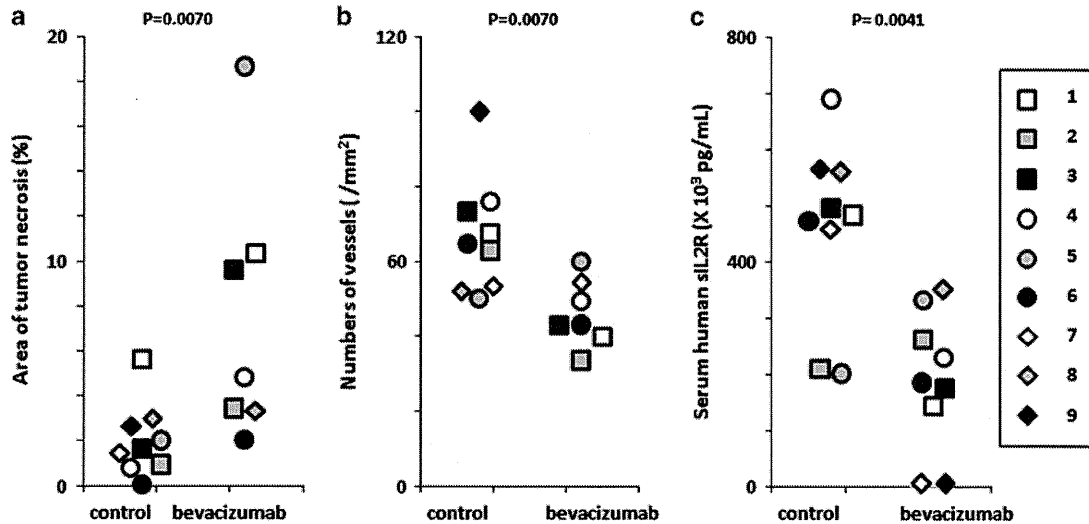 a
P=0.0070
Area of tumor necrosis (%)
20
10
0
control bevacizumab
b
P=0.0070
Numbers of vessels ( /mm²)
120
60
0
control bevacizumab
c
P= 0.0041
Serum human sIL2R (X 10³ pg/mL)
800
400
0
control bevacizumab
1
2
3
4
5
6
7
8
9